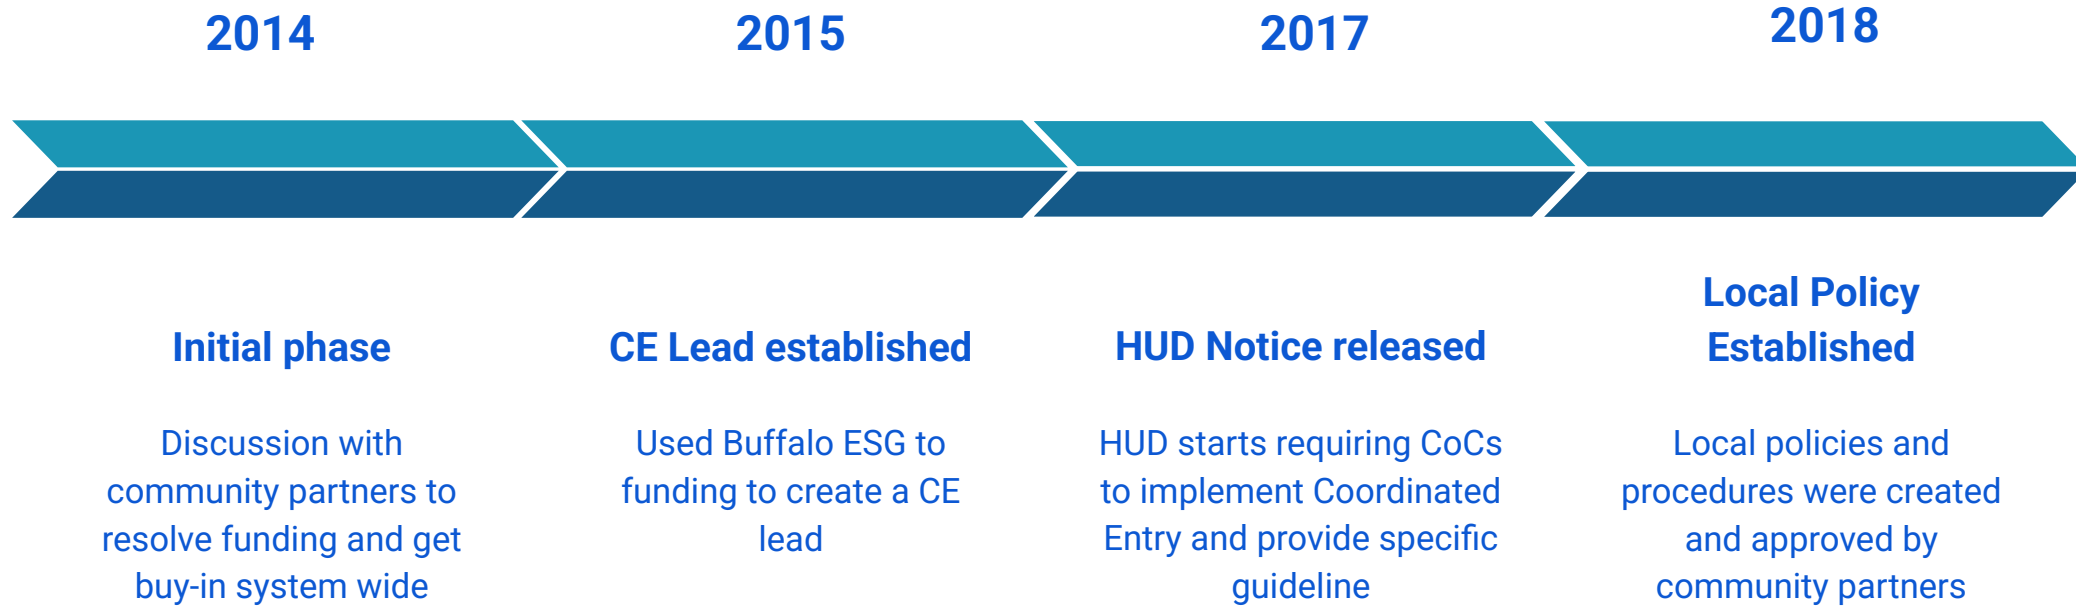 2014
2015
2017
2018
Initial phase
Discussion with
community partners to
resolve funding and get
buy-in system wide
CE Lead established
Used Buffalo ESG to
funding to create a CE
lead
HUD Notice released
HUD starts requiring CoCs
to implement Coordinated
Entry and provide specific
guideline
Local Policy
Established
Local policies and
procedures were created
and approved by
community partners